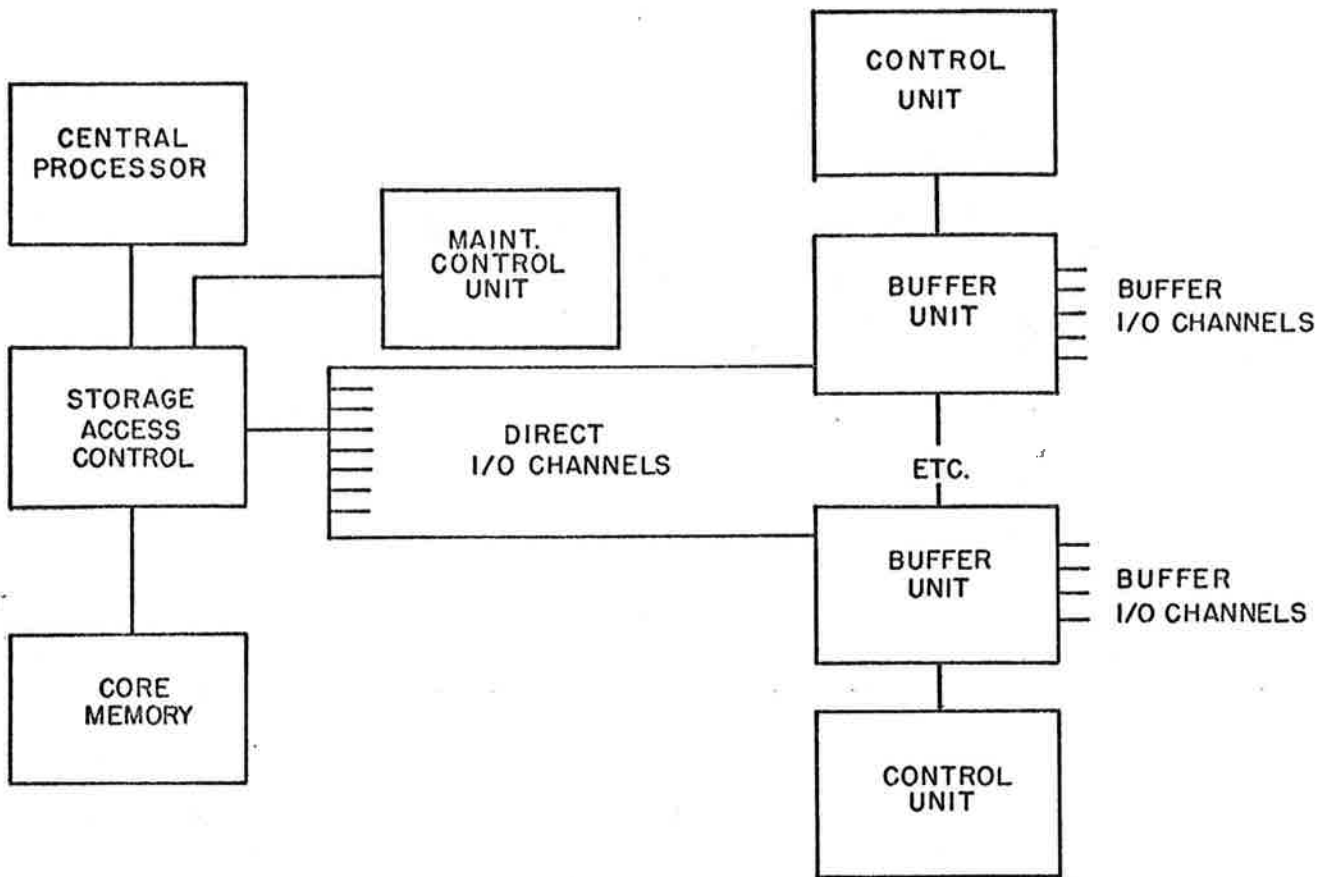 CENTRAL
PROCESSOR
MAINT.
CONTROL
UNIT
STORAGE
ACCESS
CONTROL
CORE
MEMORY
DIRECT
I/O CHANNELS
CONTROL
UNIT
BUFFER
UNIT
BUFFER
I/O CHANNELS
ETC.
BUFFER
UNIT
BUFFER
I/O CHANNELS
CONTROL
UNIT